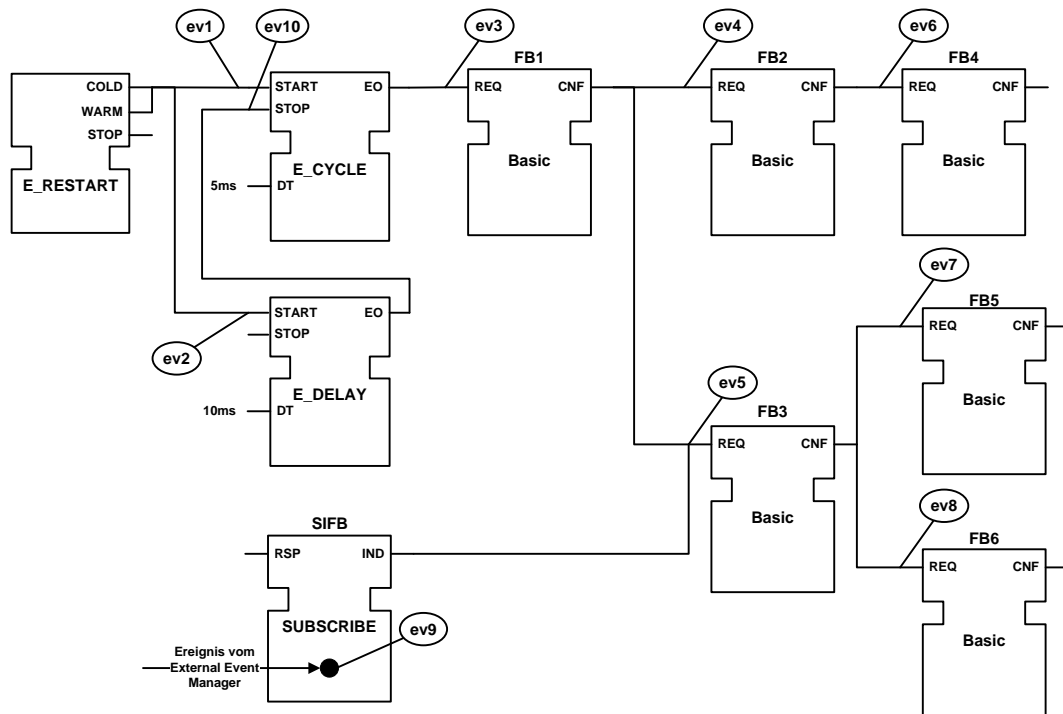 ev1
ev10
ev3
ev4
ev6
FB1
FB2
FB4
COLD
WARM
STOP
E_RESTART
START
EO
STOP
E_CYCLE
5ms
DT
REQ
CNF
Basic
REQ
CNF
Basic
REQ
CNF
Basic
ev7
START
EO
STOP
E_DELAY
10ms
DT
ev2
FB5
REQ
CNF
Basic
ev5
FB3
REQ
CNF
Basic
ev8
SIFB
RSP
IND
SUBSCRIBE
ev9
Ereignis vom
External Event
Manager
FB6
REQ
CNF
Basic